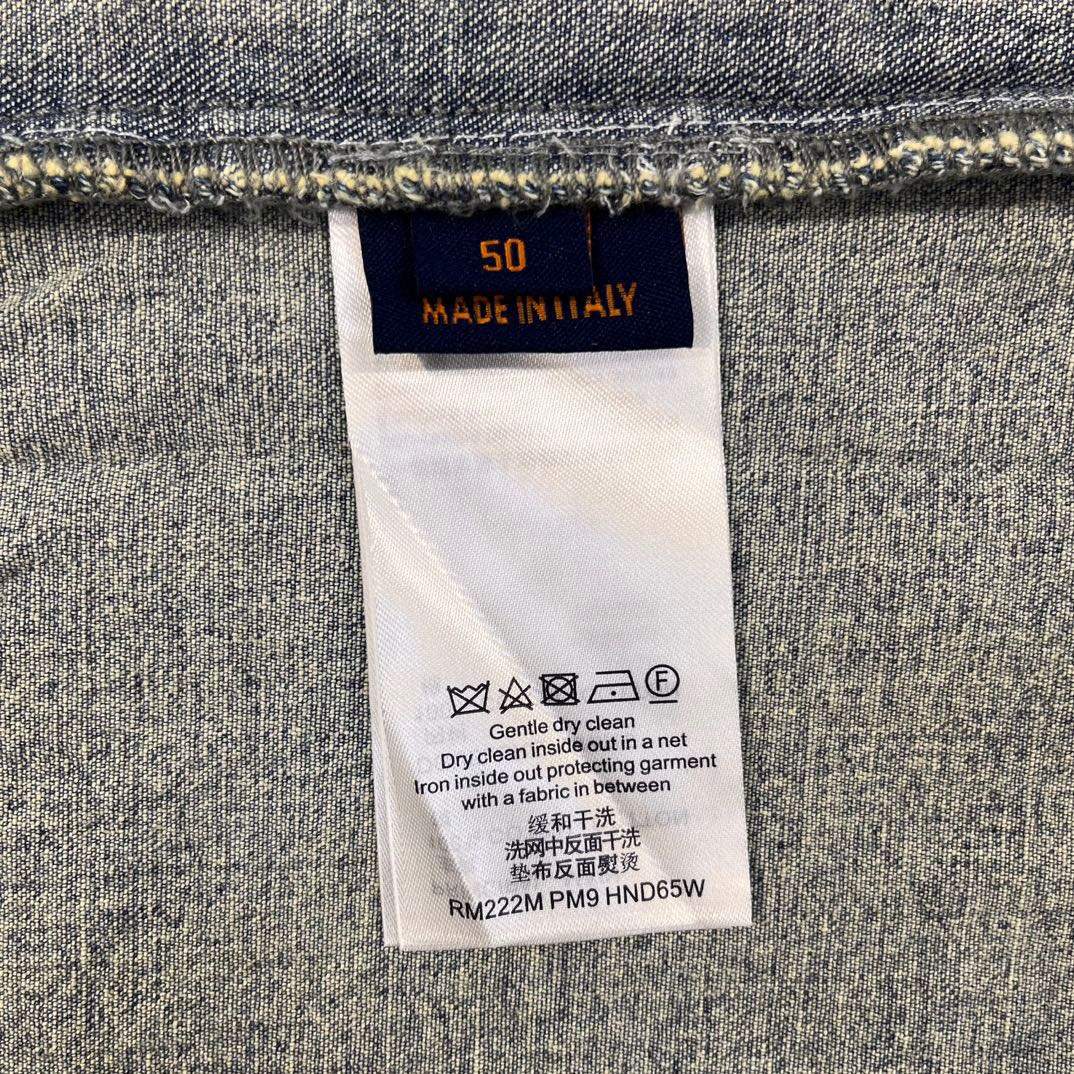 50
MADE IN ITALY
F
Gentle dry clean
Dry clean inside out in a net
Iron inside out protecting garment
with a fabric in between
缓和干洗
洗网中反面干洗
垫布反面熨烫
RM222M PM9 HND65W